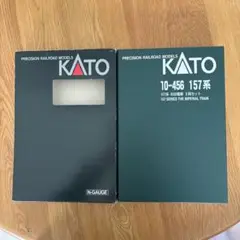 PRECISION RAILROAD MODELS
KATO
N-GAUGE
PRECISION RAILROAD MODELS
KATO
10-456 157系
157 SERIES FOR IMPERIAL TRAIN